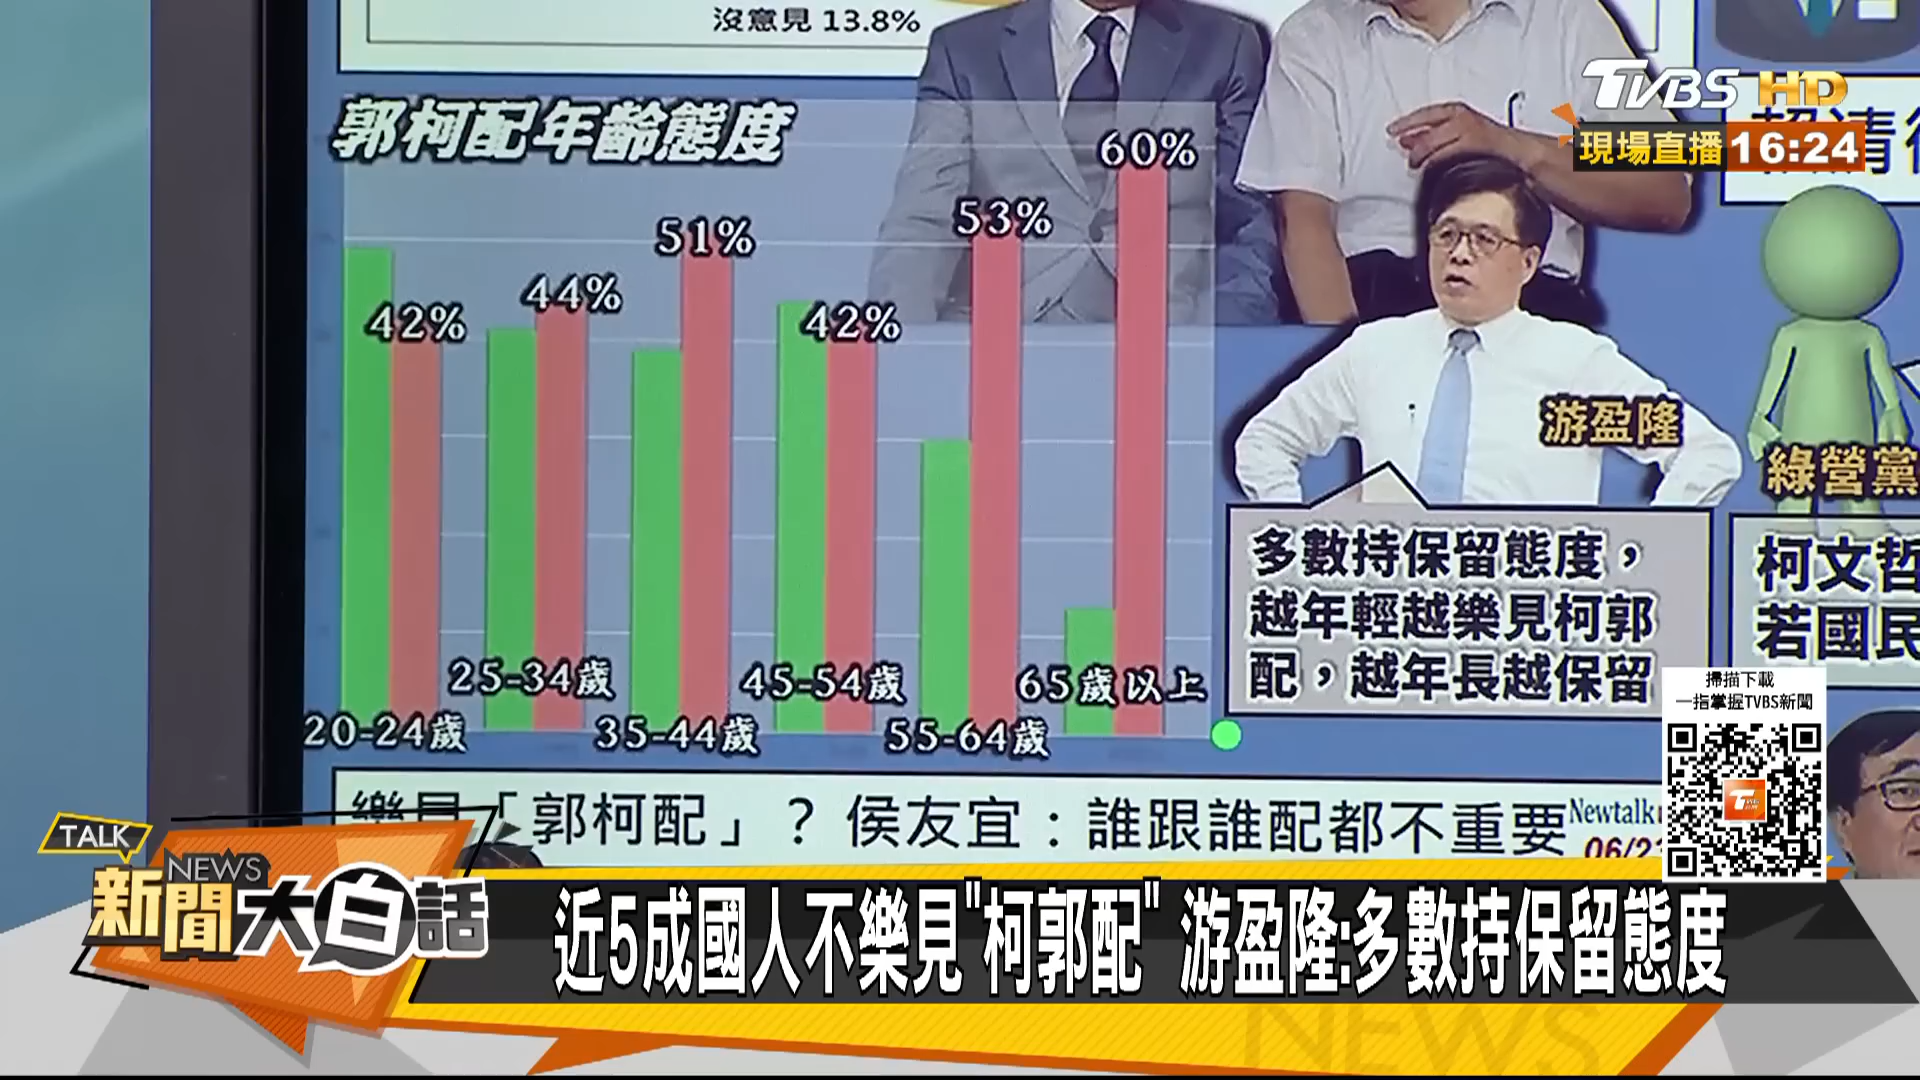 沒意見 13.8%
TVBS HD
現場直播 16:24
郭柯配年齡態度
60%
53%
51%
44%
42%
42%
游盈隆
綠營黨
多數持保留態度，
越年輕越樂見柯郭
配，越年長越保留
柯文哲
若國民
25-34歲
45-54歲
65歲以上
20-24歲
35-44歲
55-64歲
掃描下載
一指掌握TVBS新聞
樂見「郭柯配」？侯友宜：誰跟誰配都不重要
Newtalk
TALK
NEWS
新聞大白話
近5成國人不樂見"柯郭配" 游盈隆:多數持保留態度
NEWS